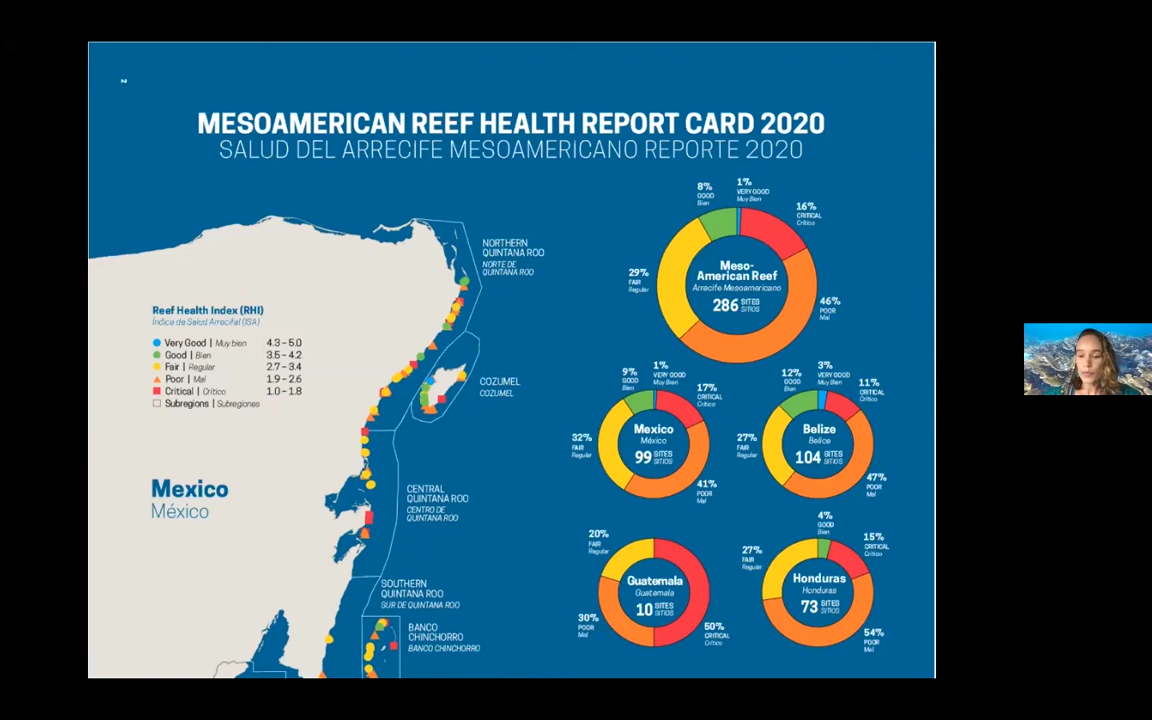 2
MESOAMERICAN REEF HEALTH REPORT CARD 2020
SALUD DEL ARRECIFE MESOAMERICANO REPORTE 2020
NORTHERN
QUINTANA ROO
NORTE DE
QUINTANA ROO
Reef Health Index (RHI)
Índice de Salud Arrecifal (ISA)
Very Good | Muy bien 4.3 – 5.0
Good | Bien 3.5 – 4.2
Fair | Regular 2.7 – 3.4
Poor | Mal 1.9 – 2.6
Critical | Crítico 1.0 – 1.8
Subregions | Subregiones
COZUMEL
COZUMEL
Mexico
México
CENTRAL
QUINTANA ROO
CENTRO DE
QUINTANA ROO
SOUTHERN
QUINTANA ROO
SUR DE QUINTANA ROO
BANCO
CHINCHORRO
BANCO CHINCHORRO
8%
GOOD
Bien
1%
VERY GOOD
Muy Bien
16%
CRITICAL
Crítico
29%
FAIR
Regular
46%
POOR
Mal
Meso-
American Reef
Arrecife Mesoamericano
286 SITES
SITIOS
9%
GOOD
Bien
1%
VERY GOOD
Muy Bien
17%
CRITICAL
Crítico
32%
FAIR
Regular
41%
POOR
Mal
Mexico
México
99 SITES
SITIOS
12%
GOOD
Bien
3%
VERY GOOD
Muy Bien
11%
CRITICAL
Crítico
27%
FAIR
Regular
47%
POOR
Mal
Belize
Belice
104 SITES
SITIOS
20%
FAIR
Regular
30%
POOR
Mal
50%
CRITICAL
Crítico
Guatemala
Guatemala
10 SITES
SITIOS
4%
GOOD
Bien
15%
CRITICAL
Crítico
27%
FAIR
Regular
54%
POOR
Mal
Honduras
Honduras
73 SITES
SITIOS